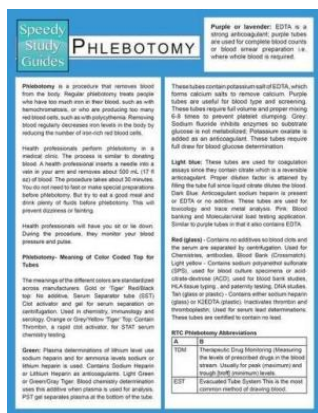 Speedy
Study
Guides
PHLEBOTOMY
Purple or lavender: EDTA is a
strong anticoagulant; purple tubes
are used for complete blood counts
or blood smear preparation i.e.
where whole blood is required.
Phlebotomy is a procedure that removes blood
from the body. Regular phlebotomy treats people
who have too much iron in their blood, such as with
hemochromatosis, or who are producing too many
red blood cells, such as with polycythemia. Removing
blood regularly decreases iron levels in the body by
reducing the number of iron-rich red blood cells.
Health professionals perform phlebotomy in a
medical clinic. The process is similar to donating
blood. A health professional inserts a needle into a
vein in your arm and removes about 500 mL (17 fl
oz) of blood. The procedure takes about 30 minutes.
You do not need to fast or make special preparations
before phlebotomy. But try to eat a good meal and
drink plenty of fluids before phlebotomy. This will
prevent dizziness or fainting.
Health professionals will have you sit or lie down.
During the procedure, they monitor your blood
pressure and pulse.
Phlebotomy- Meaning of Color Coded Top for
Tubes
The meanings of the different colors are standardized
across manufacturers. Gold or 'Tiger' Red/Black
top: No additive, Serum Separator tube (SST)
Clot activator and gel for serum separation on
centrifugation. Used in chemistry, immunology and
serology. Orange or Grey/Yellow 'Tiger' Top: Contain
Thrombin, a rapid clot activator, for STAT serum
chemistry testing.
Green: Plasma determinations of lithium level use
sodium heparin and for ammonia levels sodium or
lithium heparin is used. Contains Sodium Heparin
or Lithium Heparin as anticoagulants. Light Green
or Green/Gray Tiger: Blood chemistry determination
uses this additive when plasma is used for analysis.
PST gel separates plasma at the bottom of the tube.
These tubes contain potassium salt of EDTA, which
forms calcium salts to remove calcium. Purple
tubes are useful for blood type and screening.
These tubes require full volume and proper mixing
6-8 times to prevent platelet clumping. Grey:
Sodium fluoride inhibits enzymes so substrate
glucose is not metabolized. Potassium oxalate is
added as an anticoagulant. These tubes require
full draw for blood glucose determination.
Light blue: These tubes are used for coagulation
assays since they contain citrate which is a reversible
anticoagulant. Proper dilution factor is attained by
filling the tube full since liquid citrate dilutes the blood.
Dark Blue: Anticoagulant sodium heparin is present
or EDTA or no additive. These tubes are used for
toxicology and trace metal analysis. Pink: Blood
banking and Molecular/viral load testing application.
Similar to purple tubes in that it also contains EDTA.
Red (glass) - Contains no additives so blood clots and
the serum are separated by centrifugation. Used for
Chemistries, antibodies, Blood Bank (Crossmatch).
Light yellow - Contains sodium polyanethol sulfonate
(SPS), used for blood culture specimens or acid-
citrate-dextrose (ACD), used for blood bank studies,
HLA tissue typing, and paternity testing, DNA studies.
Tan (glass or plastic) - Contains either sodium heparin
(glass) or K2EDTA (plastic). Inactivates thrombin and
thromboplastin. Used for serum lead determinations.
These tubes are certified to contain no lead.
RTC Phlebotomy Abbreviations
A B
TDM Therapeutic Drug Monitoring (Measuring
the levels of prescribed drugs in the blood
stream. Usually for peak (maximum) and
trough [troff] (minimum) levels.
EST Evacuated Tube System This is the most
common method of drawing blood.